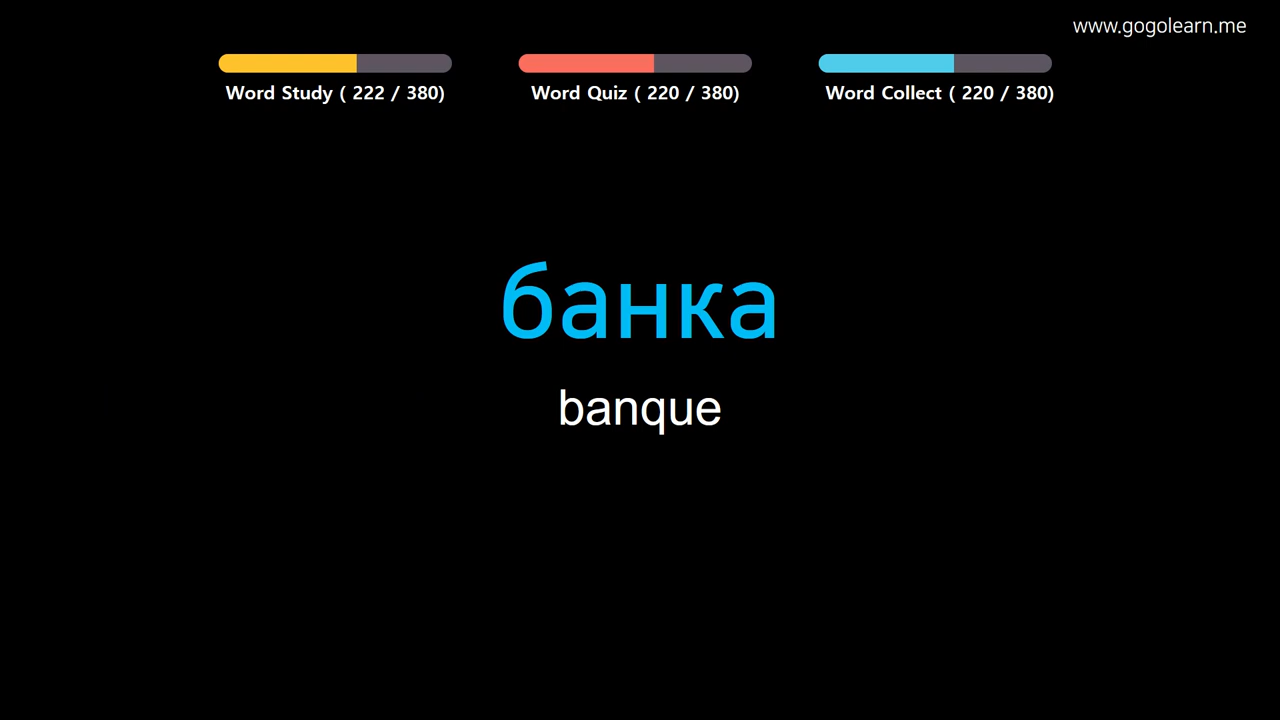 www.gogolearn.me
Word Study ( 222 / 380)
Word Quiz ( 220 / 380)
Word Collect ( 220 / 380)
банка
banque